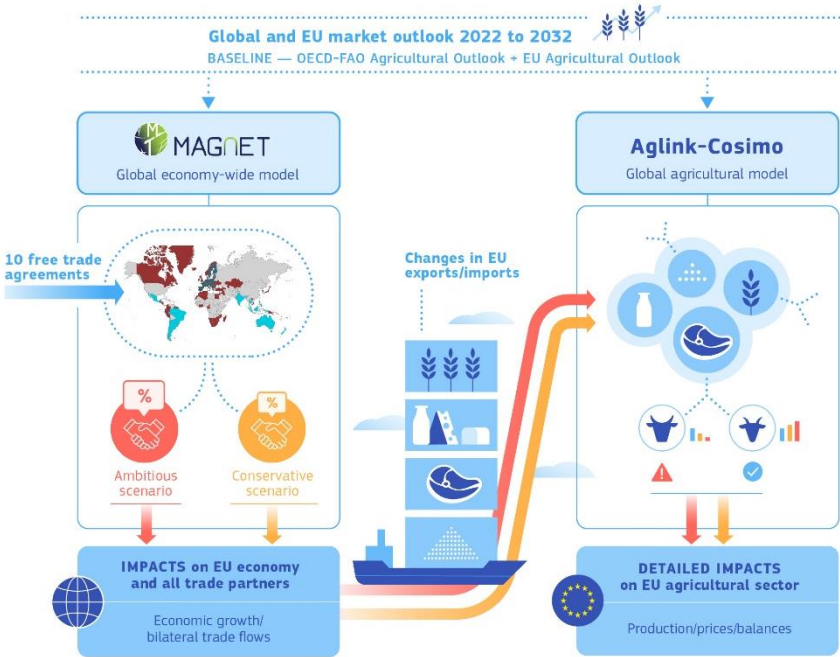 Global and EU market outlook 2022 to 2032
BASELINE — OECD-FAO Agricultural Outlook + EU Agricultural Outlook
MAGNET
Global economy-wide model
Aglink-Cosimo
Global agricultural model
10 free trade
agreements
Changes in EU
exports/imports
%
%
Ambitious
scenario
Conservative
scenario
IMPACTS on EU economy
and all trade partners
Economic growth/
bilateral trade flows
DETAILED IMPACTS
on EU agricultural sector
Production/prices/balances